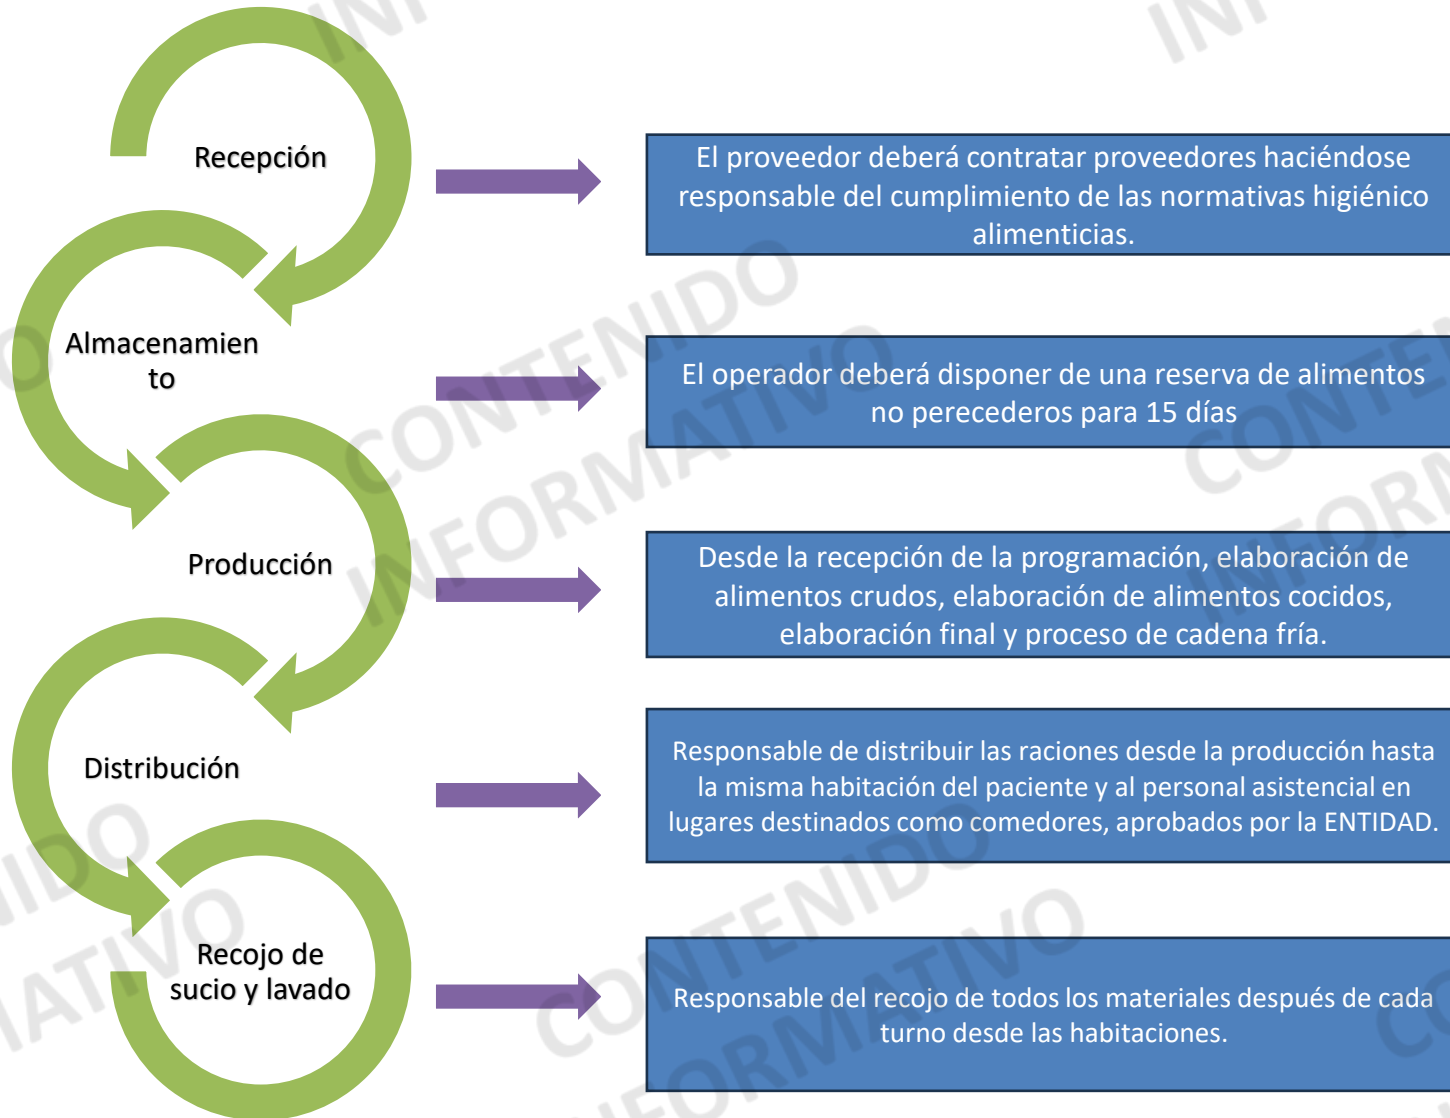 Recepción
El proveedor deberá contratar proveedores haciéndose
responsable del cumplimiento de las normativas higiénico
alimenticias.
Almacenamien
to
El operador deberá disponer de una reserva de alimentos
no perecederos para 15 días
Producción
Desde la recepción de la programación, elaboración de
alimentos crudos, elaboración de alimentos cocidos,
elaboración final y proceso de cadena fría.
Distribución
Responsable de distribuir las raciones desde la producción hasta
la misma habitación del paciente y al personal asistencial en
lugares destinados como comedores, aprobados por la ENTIDAD.
Recojo de
sucio y lavado
Responsable del recojo de todos los materiales después de cada
turno desde las habitaciones.
CONTENIDO
INFORMATIVO
CONTENIDO
INFORMATIVO